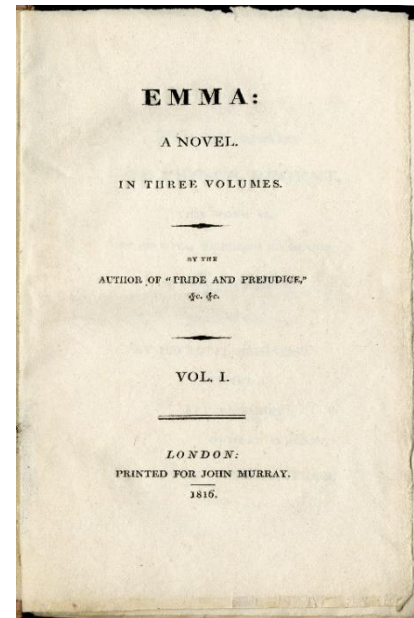 EMMA:
A NOVEL.
IN THREE VOLUMES.
BY THE
AUTHOR OF "PRIDE AND PREJUDICE,"
&c. &c.
VOL. I.
LONDON:
PRINTED FOR JOHN MURRAY.
1816.